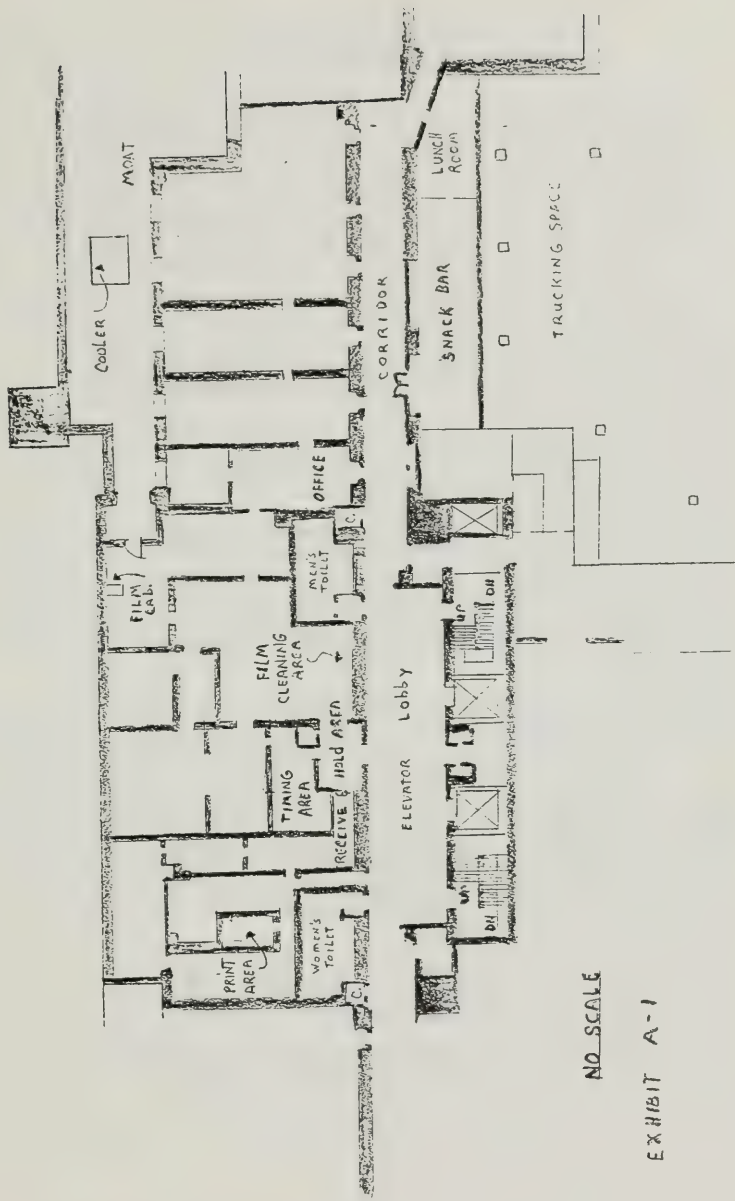 MOAT
COOLER
FILM
CAB.
OFFICE
MEN'S
TOILET
C.
FILM
CLEANING
AREA
RECEIVE & HOLD AREA
TIMING
AREA
PRINT
AREA
WOMEN'S
TOILET
C.
CORRIDOR
ELEVATOR Lobby
LUNCH
ROOM
SNACK BAR
TRUCKING SPACE
UP
DN
UP
DN
NO SCALE
EXHIBIT A-1